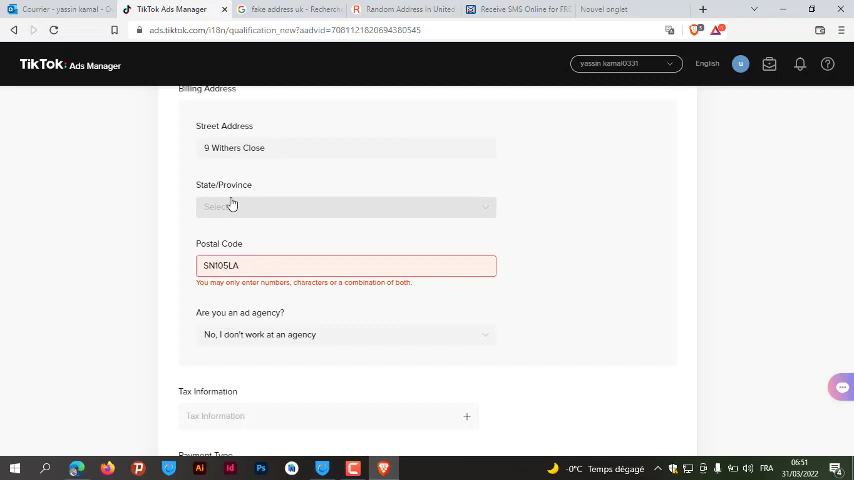 Courrier - yassin kamal - O
TikTok Ads Manager
fake address uk - Recherche
Random Address in United
Receive SMS Online for FRE
Nouvel onglet
ads.tiktok.com/i18n/qualification_new?aadvid=7081121820694380545
TikTok: Ads Manager
yassin kamal0331
English
u
Billing Address
Street Address
9 Withers Close
State/Province
Select
Postal Code
SN105LA
You may only enter numbers, characters or a combination of both.
Are you an ad agency?
No, I don't work at an agency
Tax Information
Tax Information
Payment Type
-0°C Temps dégagé
FRA
06:51
31/03/2022